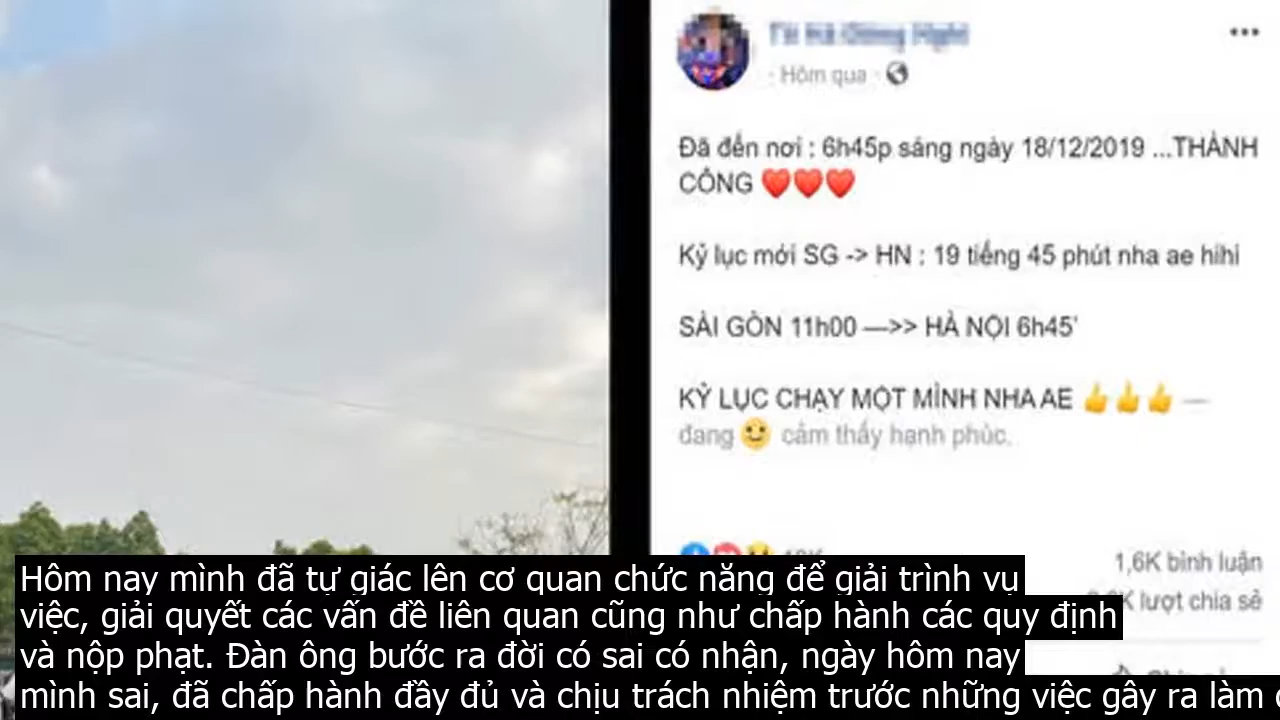 Hôm qua
Đã đến nơi : 6h45p sáng ngày 18/12/2019 ...THÀNH
CÔNG ❤️❤️❤️
Kỷ lục mới SG -> HN : 19 tiếng 45 phút nha ae hihi
SÀI GÒN 11h00 —>> HÀ NỘI 6h45'
KỶ LỤC CHẠY MỘT MÌNH NHA AE 👍👍👍 —
đang 🙂 cảm thấy hạnh phúc.
1,6K bình luận
lượt chia sẻ
Hôm nay mình đã tự giác lên cơ quan chức năng để giải trình vụ
việc, giải quyết các vấn đề liên quan cũng như chấp hành các quy định
và nộp phạt. Đàn ông bước ra đời có sai có nhận, ngày hôm nay
mình sai, đã chấp hành đầy đủ và chịu trách nhiệm trước những việc gây ra làm